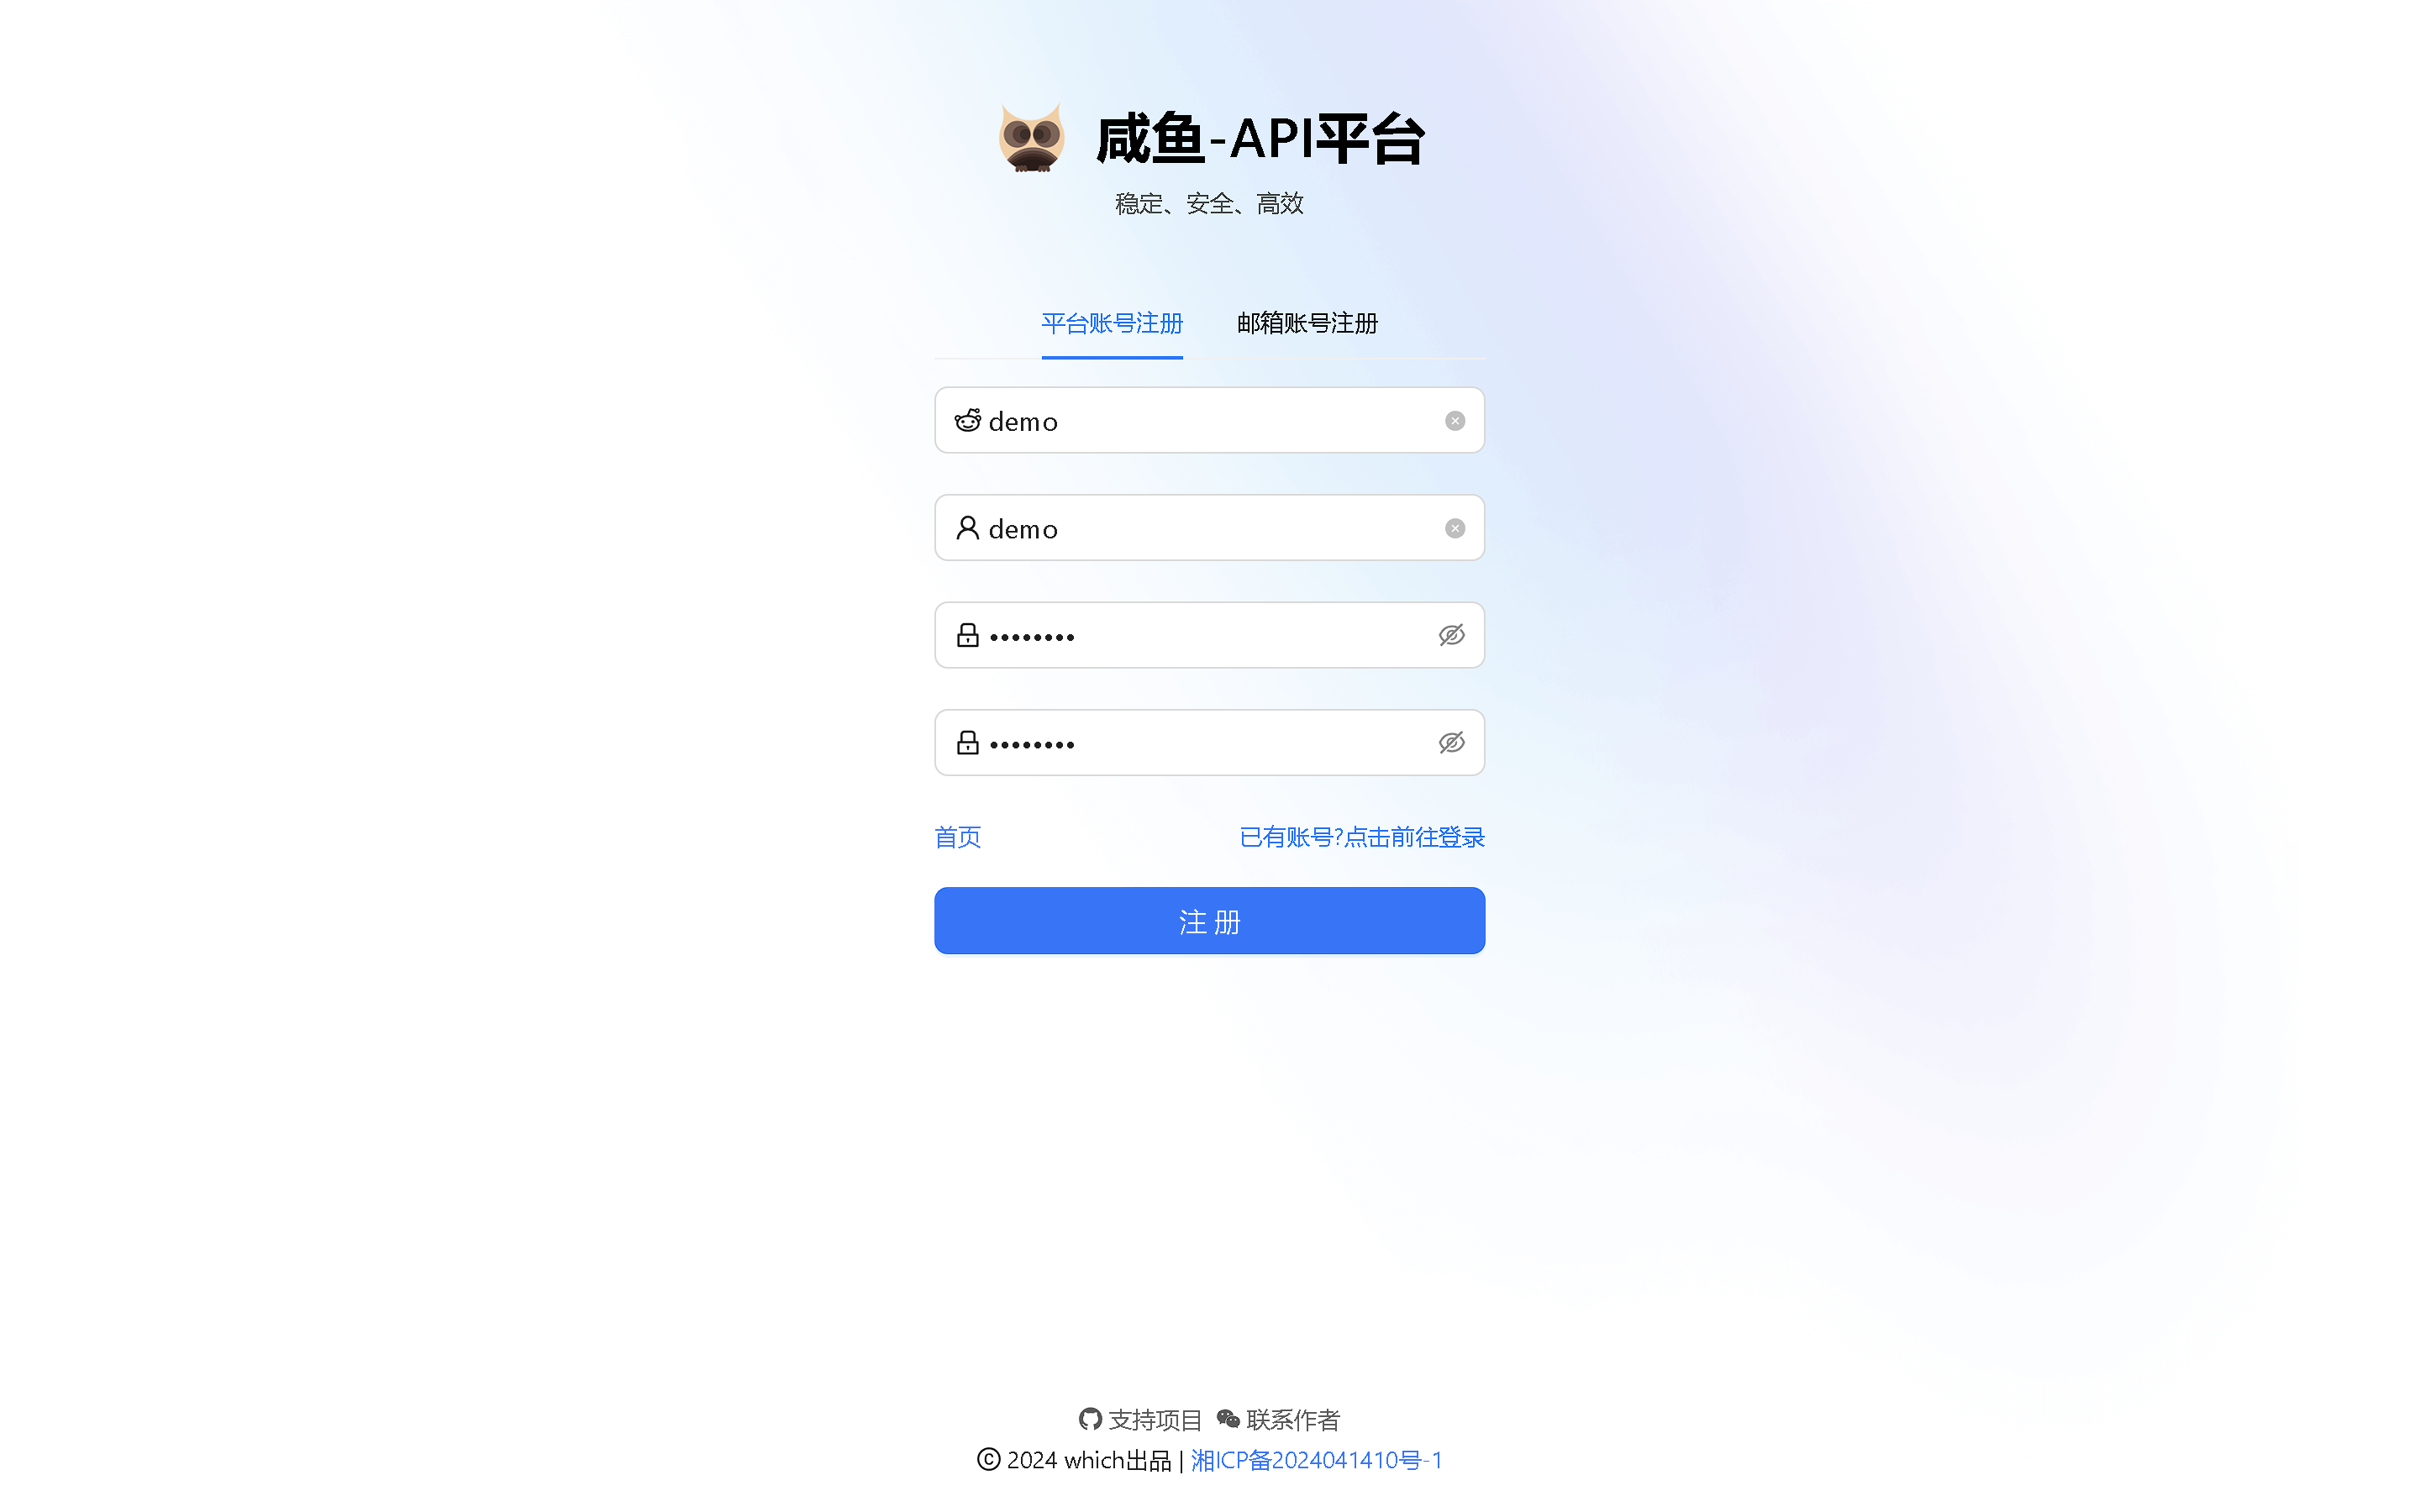 咸鱼-API平台
稳定、安全、高效
平台账号注册 邮箱账号注册
demo
demo
••••••••
••••••••
首页 已有账号?点击前往登录
注 册
支持项目 联系作者
© 2024 which出品 | 湘ICP备2024041410号-1